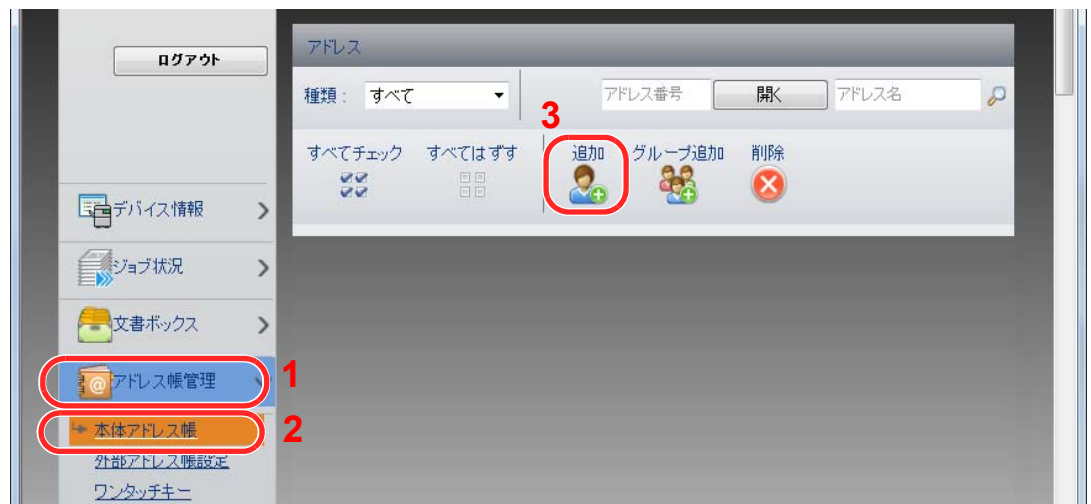 ログアウト
アドレス
種類： すべて
アドレス番号 開く アドレス名
3
すべてチェック すべてはずす 追加 グループ追加 削除
デバイス情報
ジョブ状況
文書ボックス
アドレス帳管理 1
本体アドレス帳 2
外部アドレス帳設定
ワンタッチキー